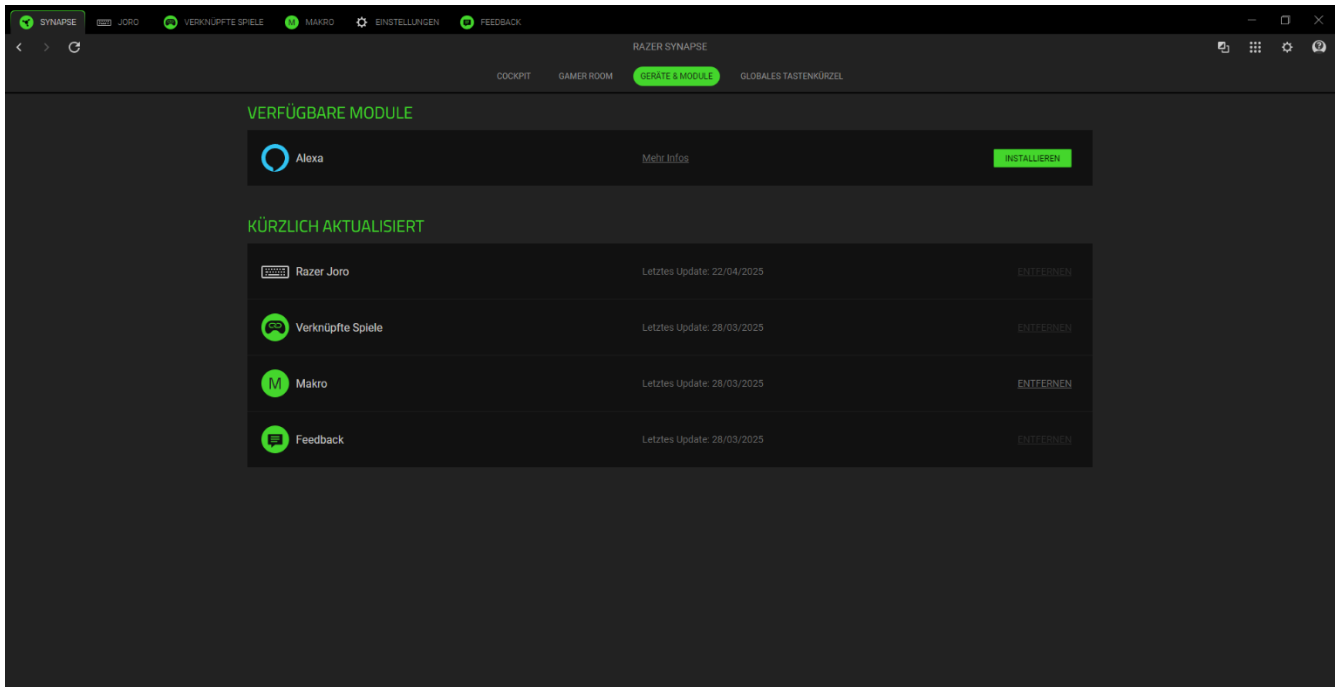 SYNAPSE JORO VERKNÜPFTE SPIELE M MAKRO EINSTELLUNGEN FEEDBACK
RAZER SYNAPSE
COCKPIT GAMER ROOM GERÄTE & MODULE GLOBALES TASTENKÜRZEL
VERFÜGBARE MODULE
Alexa Mehr Infos INSTALLIEREN
KÜRZLICH AKTUALISIERT
Razer Joro Letztes Update: 22/04/2025 ENTFERNEN
Verknüpfte Spiele Letztes Update: 28/03/2025 ENTFERNEN
M Makro Letztes Update: 28/03/2025 ENTFERNEN
Feedback Letztes Update: 28/03/2025 ENTFERNEN